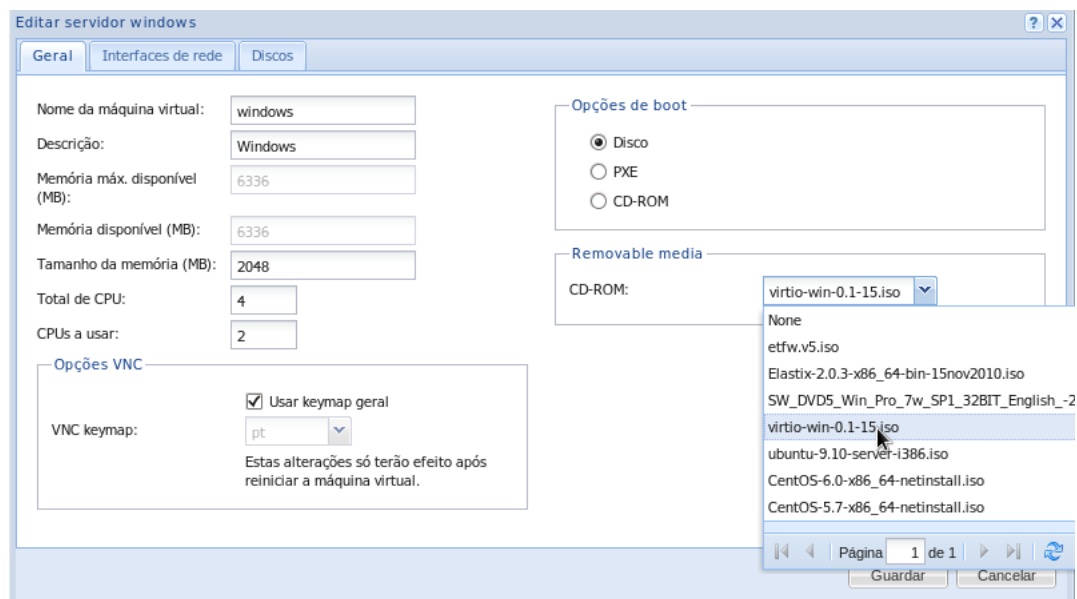 Editar servidor windows
Geral
Interfaces de rede
Discos
Nome da máquina virtual:
windows
Descrição:
Windows
Memória máx. disponível
(MB):
6336
Memória disponível (MB):
6336
Tamanho da memória (MB):
2048
Total de CPU:
4
CPUs a usar:
2
Opções VNC
Usar keymap geral
VNC keymap:
pt
Estas alterações só terão efeito após
reiniciar a máquina virtual.
Opções de boot
Disco
PXE
CD-ROM
Removable media
CD-ROM:
virtio-win-0.1-15.iso
None
etfw.v5.iso
Elastix-2.0.3-x86_64-bin-15nov2010.iso
SW_DVD5_Win_Pro_7w_SP1_32BIT_English_-2
virtio-win-0.1-15.iso
ubuntu-9.10-server-i386.iso
CentOS-6.0-x86_64-netinstall.iso
CentOS-5.7-x86_64-netinstall.iso
Página 1 de 1
Guardar
Cancelar